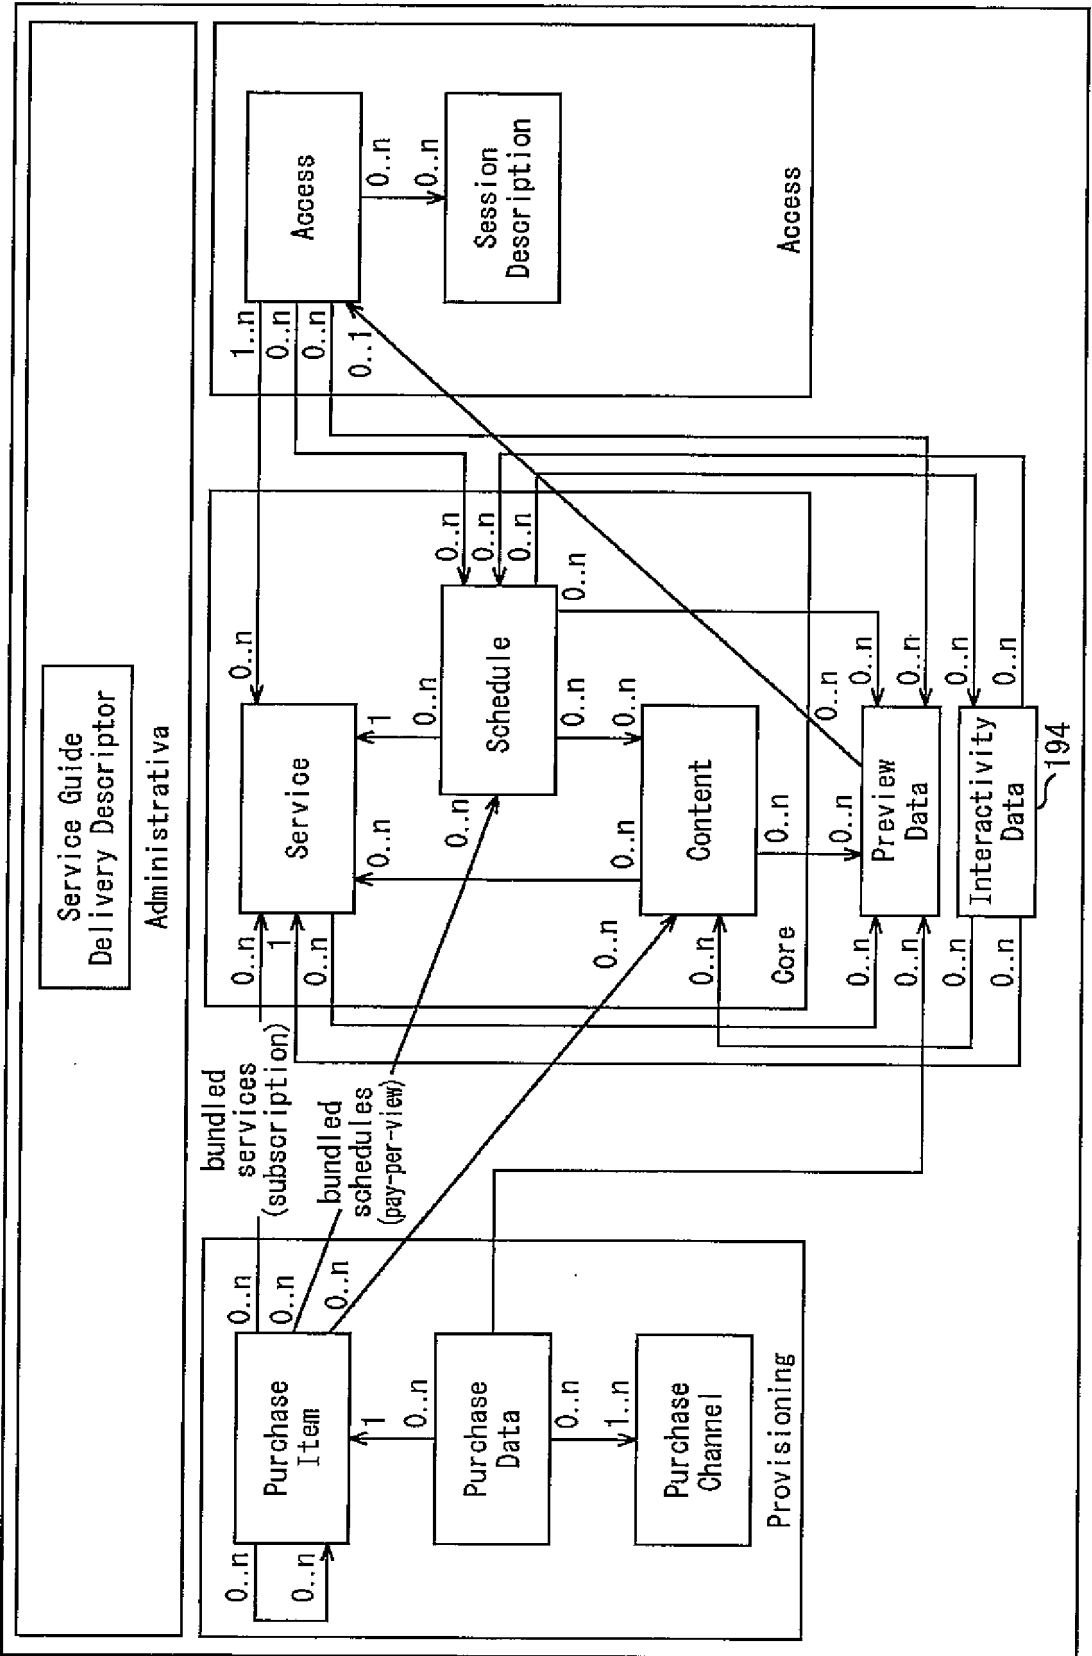 Service Guide
Delivery Descriptor
Administrativa
Purchase
Item
0..n
0..n
0..n
0..n
0..n
1
0..n
Purchase
Data
0..n
1..n
Purchase
Channel
Provisioning
bundled
services
(subscription)
bundled
schedules
(pay-per-view)
Service
0..n
1
0..n
0..n
1
0..n
0..n
Schedule
0..n
0..n
0..n
0..n
0..n
0..n
0..n
Content
0..n
0..n
0..n
0..n
0..n
Core
Access
1..n
0..n
0..n
0..1
0..n
0..n
Session
Description
Access
Preview
Data
0..n
0..n
0..n
0..n
0..n
Interactivity
Data
0..n
0..n
0..n
0..n
194